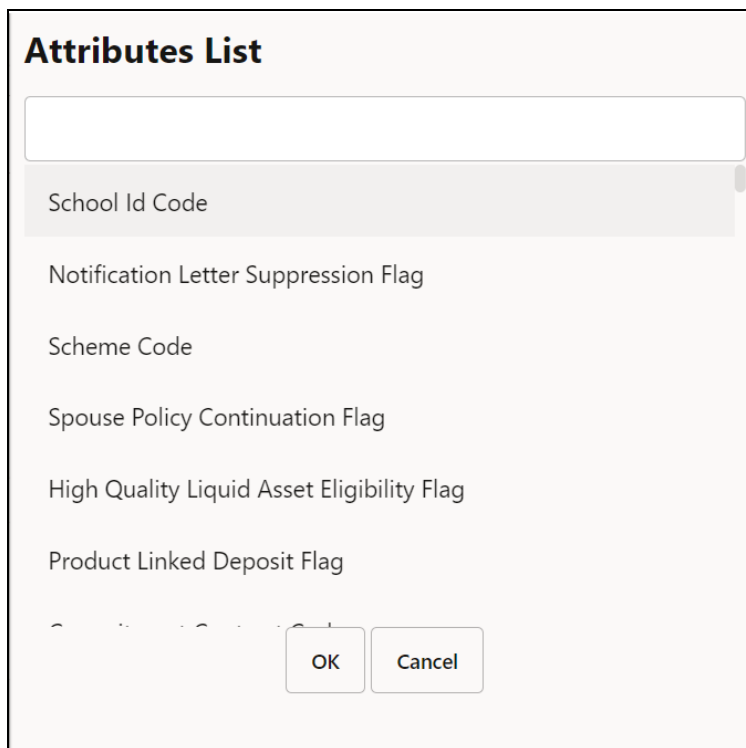 Attributes List
School Id Code
Notification Letter Suppression Flag
Scheme Code
Spouse Policy Continuation Flag
High Quality Liquid Asset Eligibility Flag
Product Linked Deposit Flag
OK Cancel